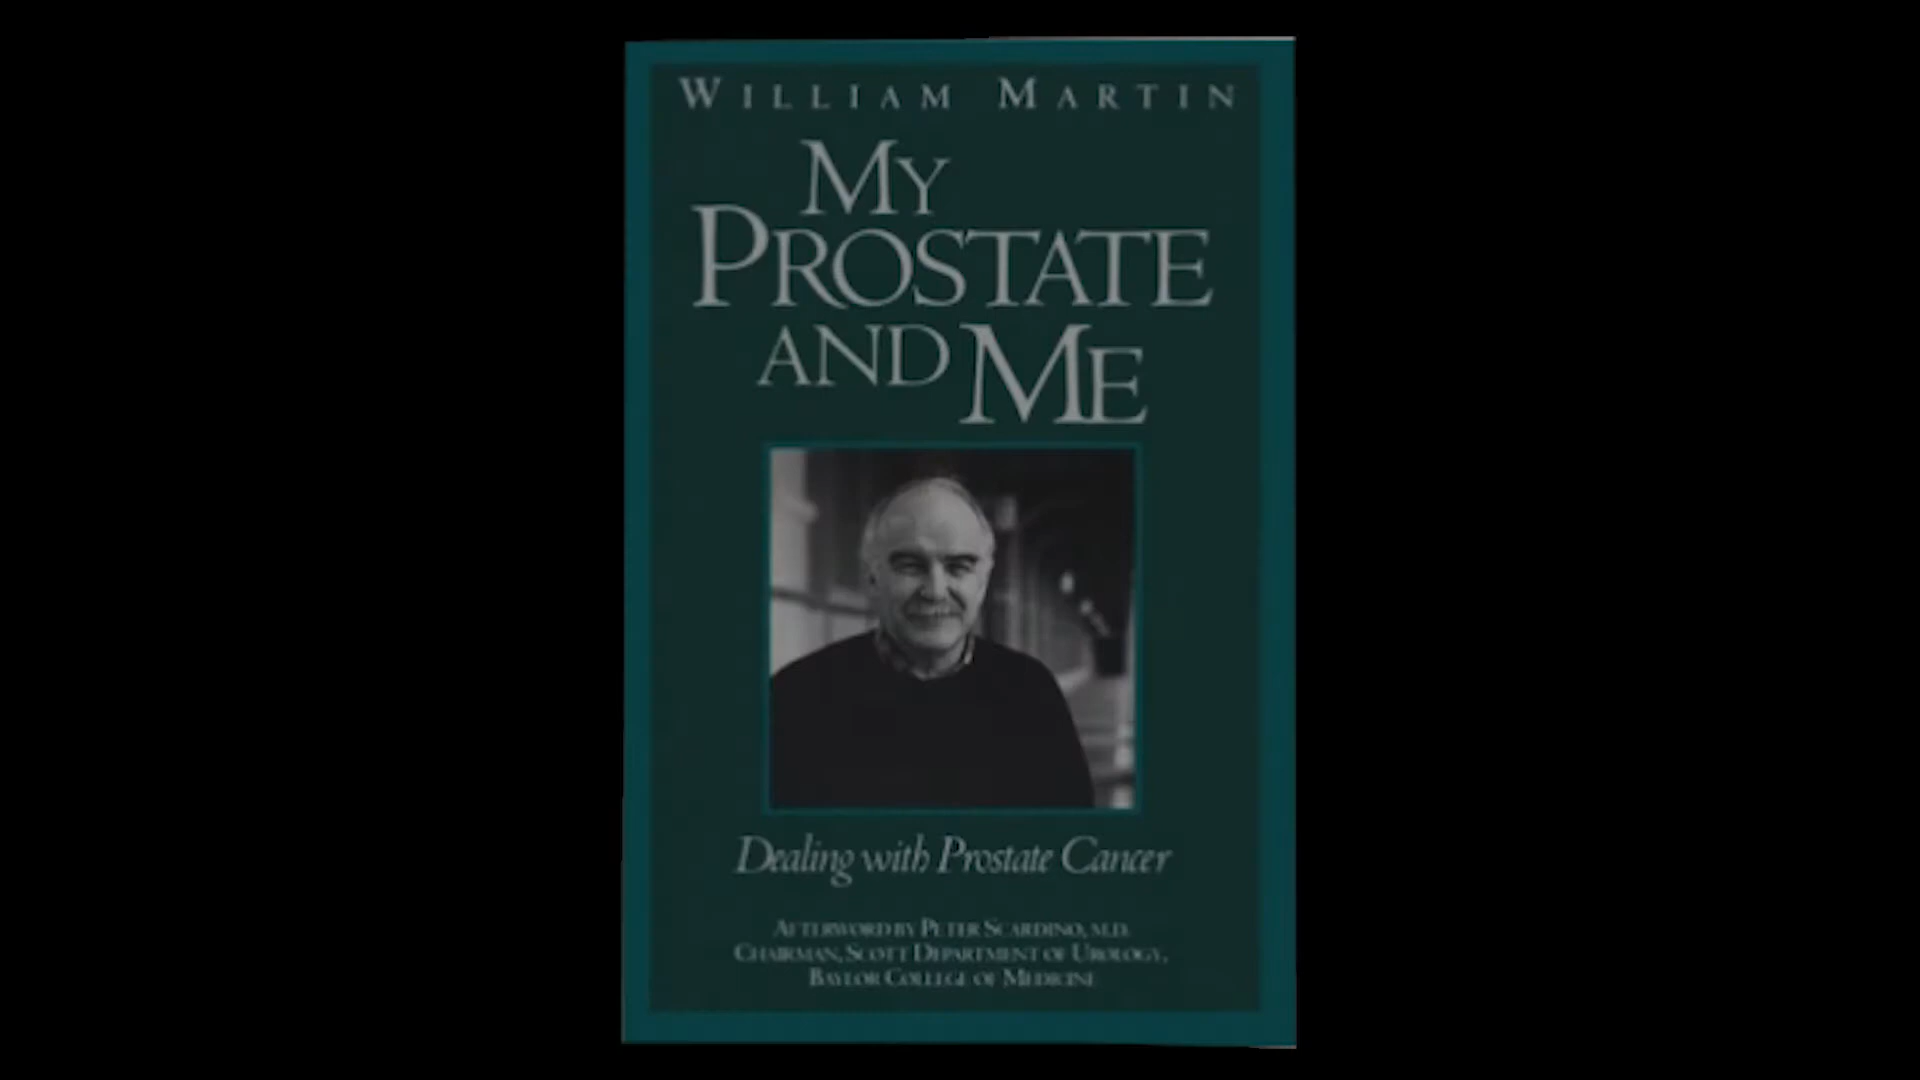 WILLIAM MARTIN
MY
PROSTATE
AND ME
Dealing with Prostate Cancer
AFTERWORD BY PETER SCARDINO, M.D.
CHAIRMAN, SCOTT DEPARTMENT OF UROLOGY,
BAYLOR COLLEGE OF MEDICINE